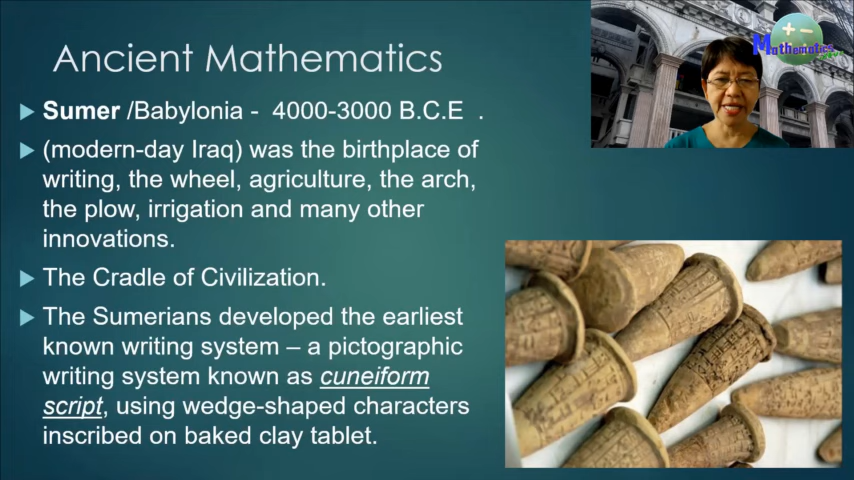 Ancient Mathematics
Sumer /Babylonia - 4000-3000 B.C.E .
(modern-day Iraq) was the birthplace of
writing, the wheel, agriculture, the arch,
the plow, irrigation and many other
innovations.
The Cradle of Civilization.
The Sumerians developed the earliest
known writing system – a pictographic
writing system known as cuneiform
script, using wedge-shaped characters
inscribed on baked clay tablet.
Mathematics